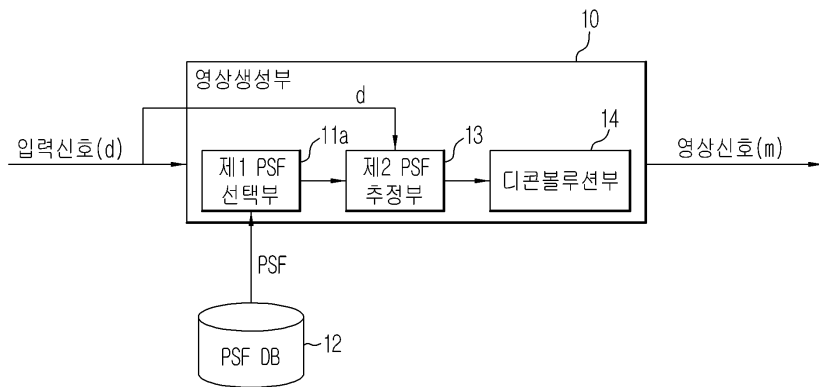 10
영상생성부
d
입력신호(d)
11a
13
14
영상신호(m)
제1 PSF
선택부
제2 PSF
추정부
디콘볼루션부
PSF
PSF DB
12